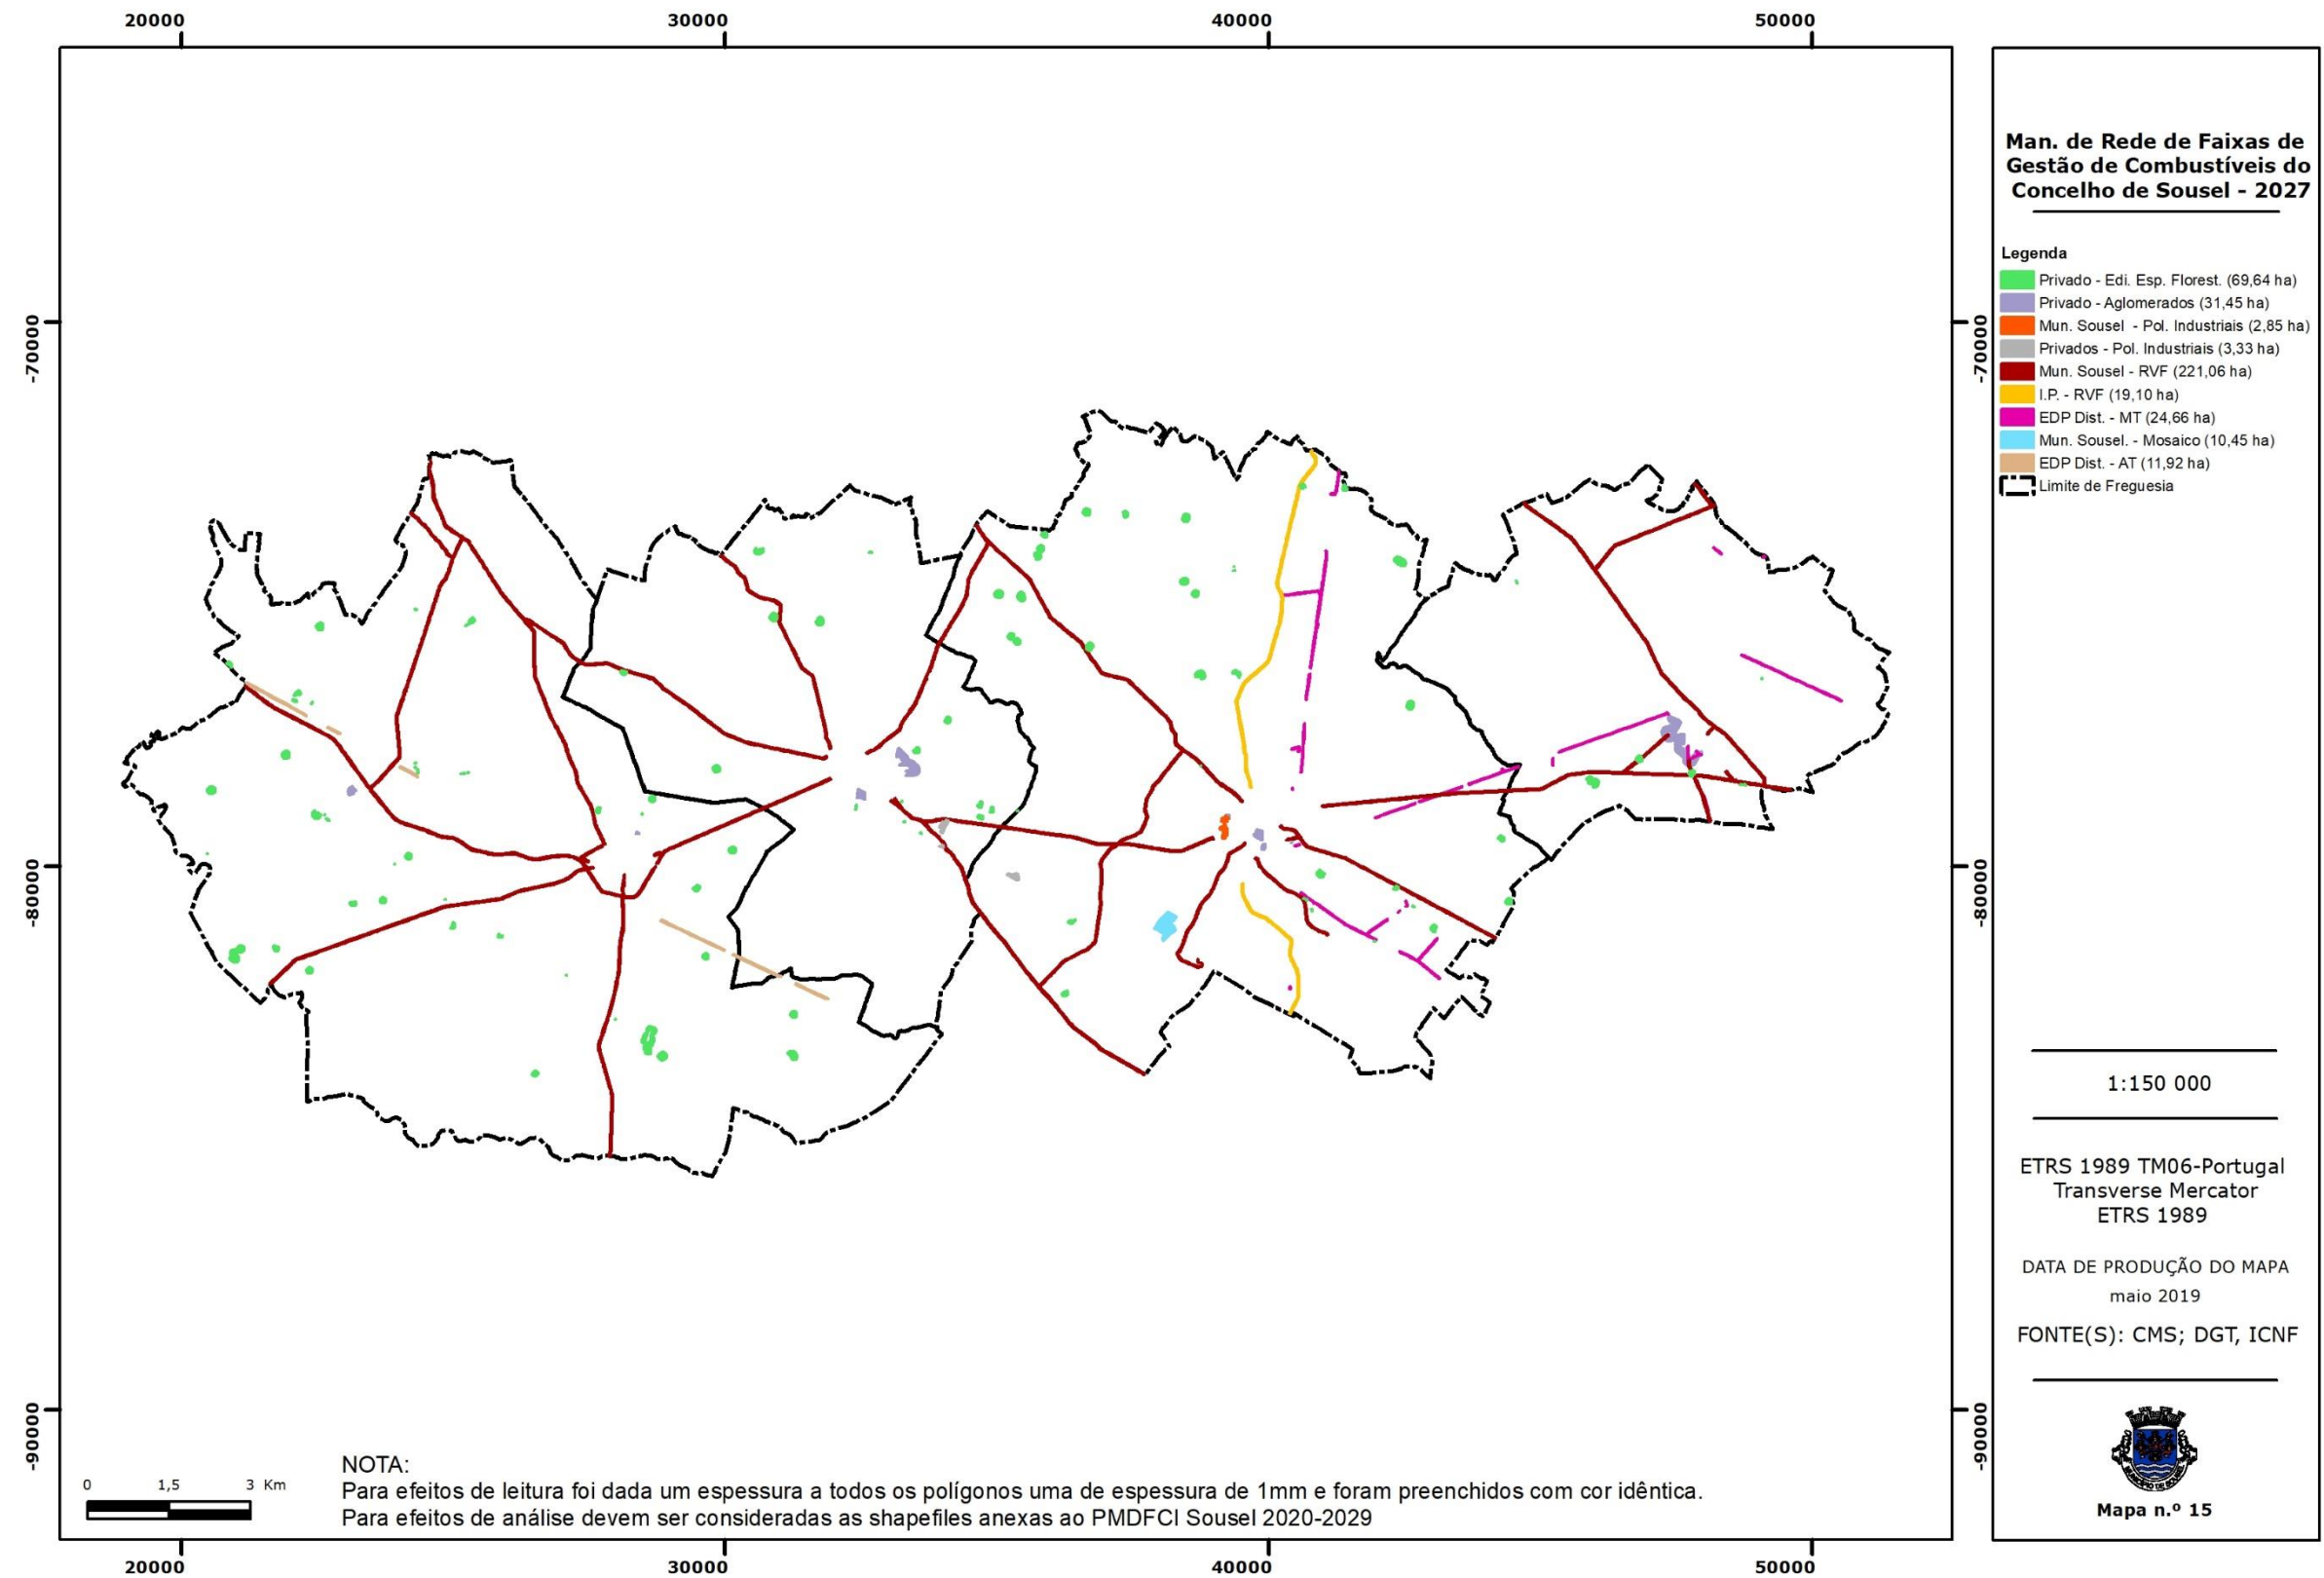 20000 30000 40000 50000
-70000
-80000
-90000
-70000
-80000
-90000
20000 30000 40000 50000
0 1,5 3 Km
NOTA:
Para efeitos de leitura foi dada um espessura a todos os polígonos uma de espessura de 1mm e foram preenchidos com cor idêntica.
Para efeitos de análise devem ser consideradas as shapefiles anexas ao PMDFCI Sousel 2020-2029
Man. de Rede de Faixas de
Gestão de Combustíveis do
Concelho de Sousel - 2027
Legenda
Privado - Edi. Esp. Florest. (69,64 ha)
Privado - Aglomerados (31,45 ha)
Mun. Sousel - Pol. Industriais (2,85 ha)
Privados - Pol. Industriais (3,33 ha)
Mun. Sousel - RVF (221,06 ha)
I.P. - RVF (19,10 ha)
EDP Dist. - MT (24,66 ha)
Mun. Sousel. - Mosaico (10,45 ha)
EDP Dist. - AT (11,92 ha)
Limite de Freguesia
1:150 000
ETRS 1989 TM06-Portugal
Transverse Mercator
ETRS 1989
DATA DE PRODUÇÃO DO MAPA
maio 2019
FONTE(S): CMS; DGT, ICNF
Mapa n.º 15